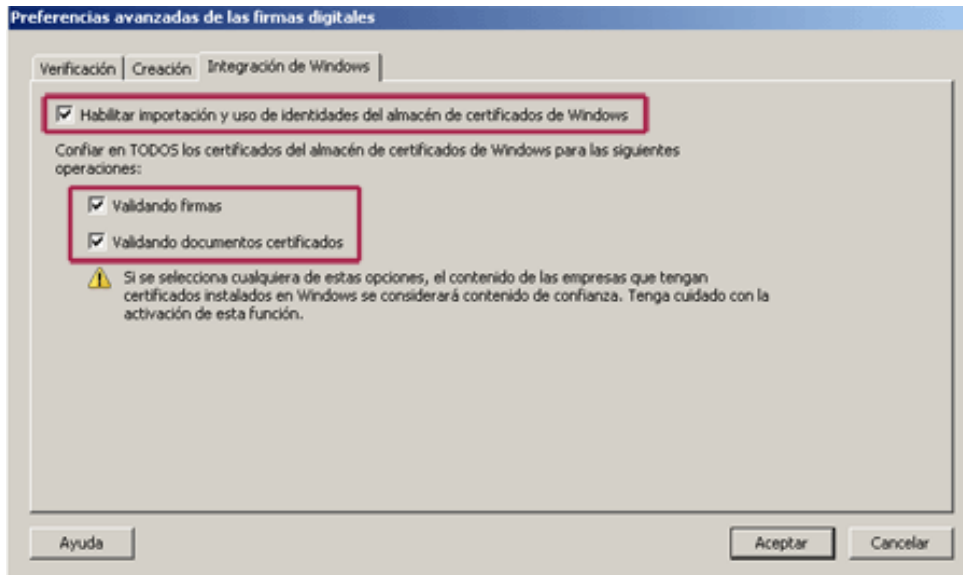 Preferencias avanzadas de las firmas digitales
Verificación Creación Integración de Windows
Habilitar importación y uso de identidades del almacén de certificados de Windows
Confiar en TODOS los certificados del almacén de certificados de Windows para las siguientes
operaciones:
Validando firmas
Validando documentos certificados
Si se selecciona cualquiera de estas opciones, el contenido de las empresas que tengan
certificados instalados en Windows se considerará contenido de confianza. Tenga cuidado con la
activación de esta función.
Ayuda Aceptar Cancelar